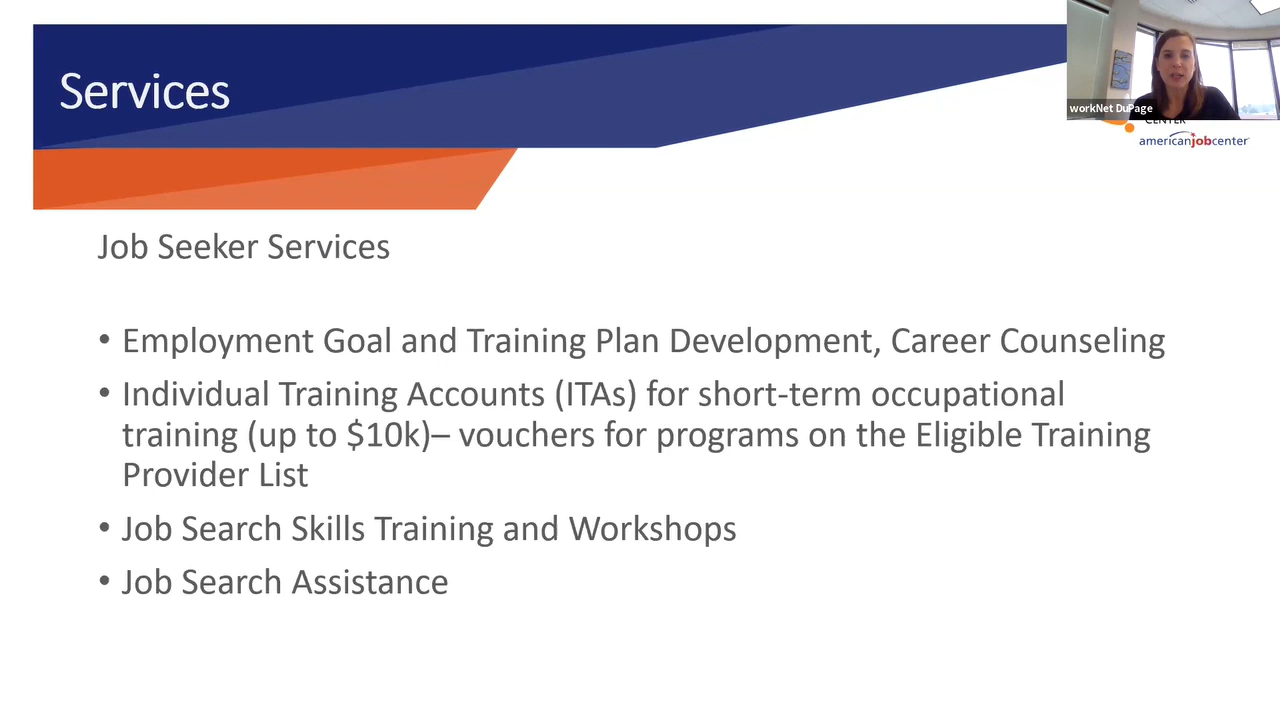 Services
workNet DuPage
CENTER
americanjobcenter
Job Seeker Services
• Employment Goal and Training Plan Development, Career Counseling
• Individual Training Accounts (ITAs) for short-term occupational
training (up to $10k)– vouchers for programs on the Eligible Training
Provider List
• Job Search Skills Training and Workshops
• Job Search Assistance